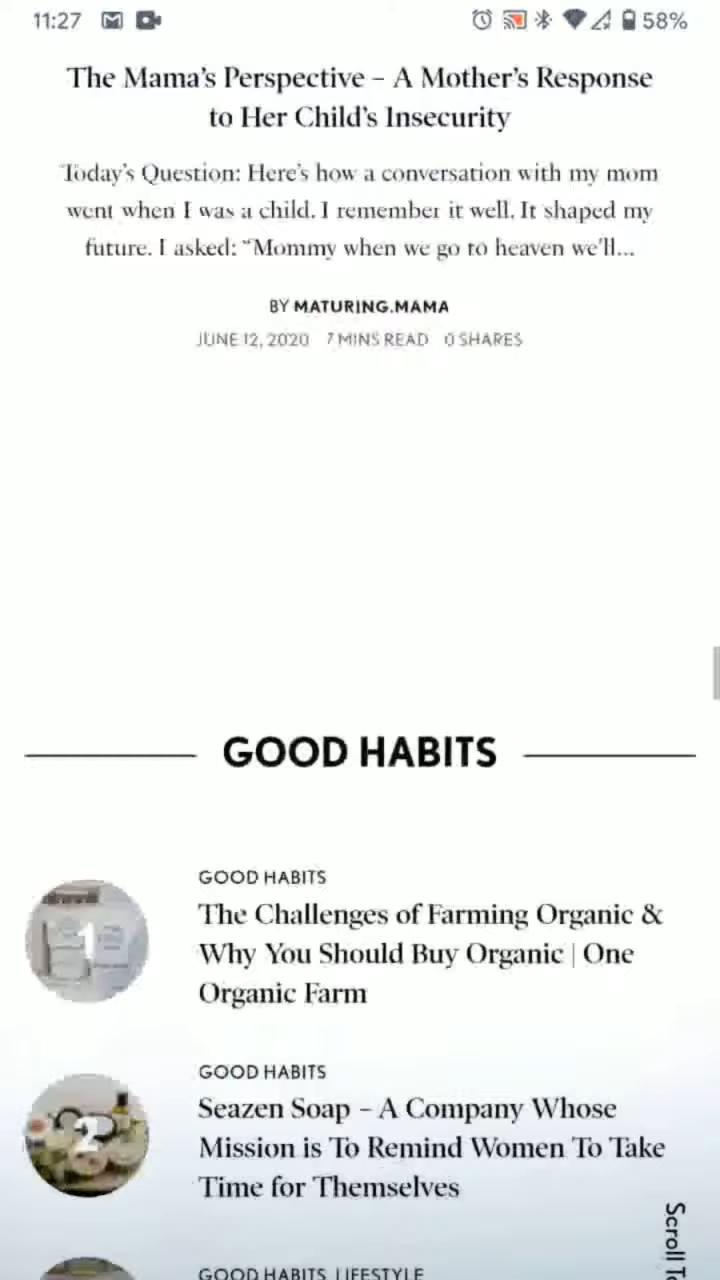 11:27
58%
The Mama's Perspective – A Mother's Response
to Her Child's Insecurity
Today's Question: Here's how a conversation with my mom
went when I was a child. I remember it well. It shaped my
future. I asked: “Mommy when we go to heaven we'll...
BY MATURING.MAMA
JUNE 12, 2020 7 MINS READ 0 SHARES
GOOD HABITS
GOOD HABITS
1
The Challenges of Farming Organic &
Why You Should Buy Organic | One
Organic Farm
GOOD HABITS
2
Seazen Soap – A Company Whose
Mission is To Remind Women To Take
Time for Themselves
Scroll T
GOOD HABITS, LIFESTYLE